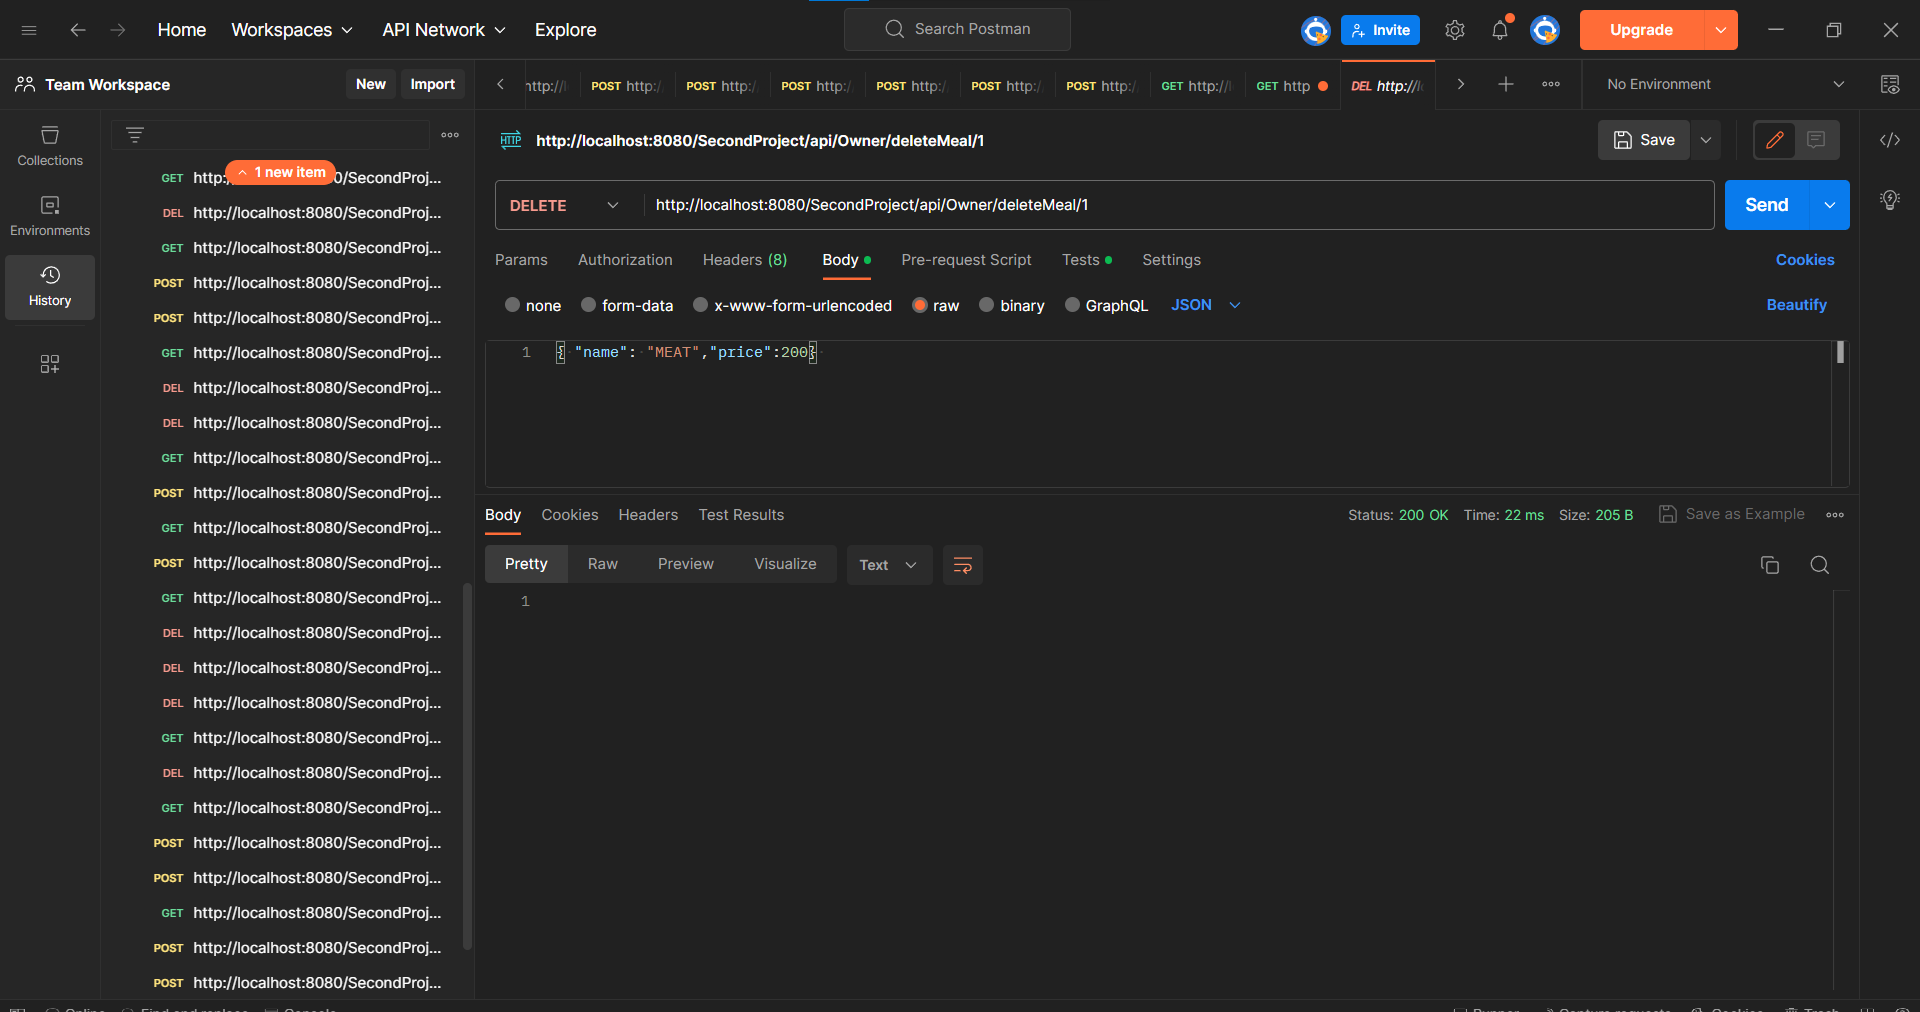 Home Workspaces API Network Explore Search Postman Invite Upgrade
Team Workspace New Import
http:// POST http:/ POST http:/ POST http:/ POST http:/ POST http:/ POST http:/ GET http:// GET http DEL http://
No Environment
Collections
Environments
History
1 new item
GET http: 0/SecondProj...
DEL http://localhost:8080/SecondProj...
GET http://localhost:8080/SecondProj...
POST http://localhost:8080/SecondProj...
POST http://localhost:8080/SecondProj...
GET http://localhost:8080/SecondProj...
DEL http://localhost:8080/SecondProj...
DEL http://localhost:8080/SecondProj...
GET http://localhost:8080/SecondProj...
POST http://localhost:8080/SecondProj...
GET http://localhost:8080/SecondProj...
POST http://localhost:8080/SecondProj...
GET http://localhost:8080/SecondProj...
DEL http://localhost:8080/SecondProj...
DEL http://localhost:8080/SecondProj...
DEL http://localhost:8080/SecondProj...
GET http://localhost:8080/SecondProj...
DEL http://localhost:8080/SecondProj...
GET http://localhost:8080/SecondProj...
POST http://localhost:8080/SecondProj...
POST http://localhost:8080/SecondProj...
GET http://localhost:8080/SecondProj...
POST http://localhost:8080/SecondProj...
POST http://localhost:8080/SecondProj...
HTTP http://localhost:8080/SecondProject/api/Owner/deleteMeal/1 Save
DELETE http://localhost:8080/SecondProject/api/Owner/deleteMeal/1 Send
Params Authorization Headers (8) Body Pre-request Script Tests Settings Cookies
none form-data x-www-form-urlencoded raw binary GraphQL JSON Beautify
1 { "name": "MEAT","price":200}
Body Cookies Headers Test Results Status: 200 OK Time: 22 ms Size: 205 B Save as Example
Pretty Raw Preview Visualize Text
1